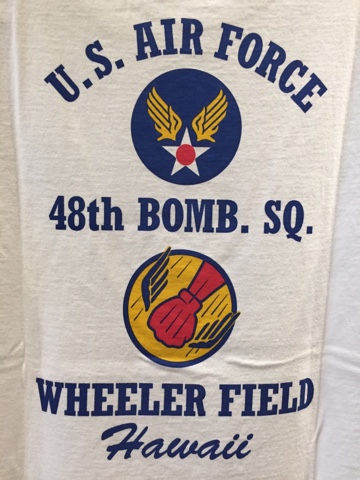 U.S. AIR FORCE
48th BOMB. SQ.
WHEELER FIELD
Hawaii